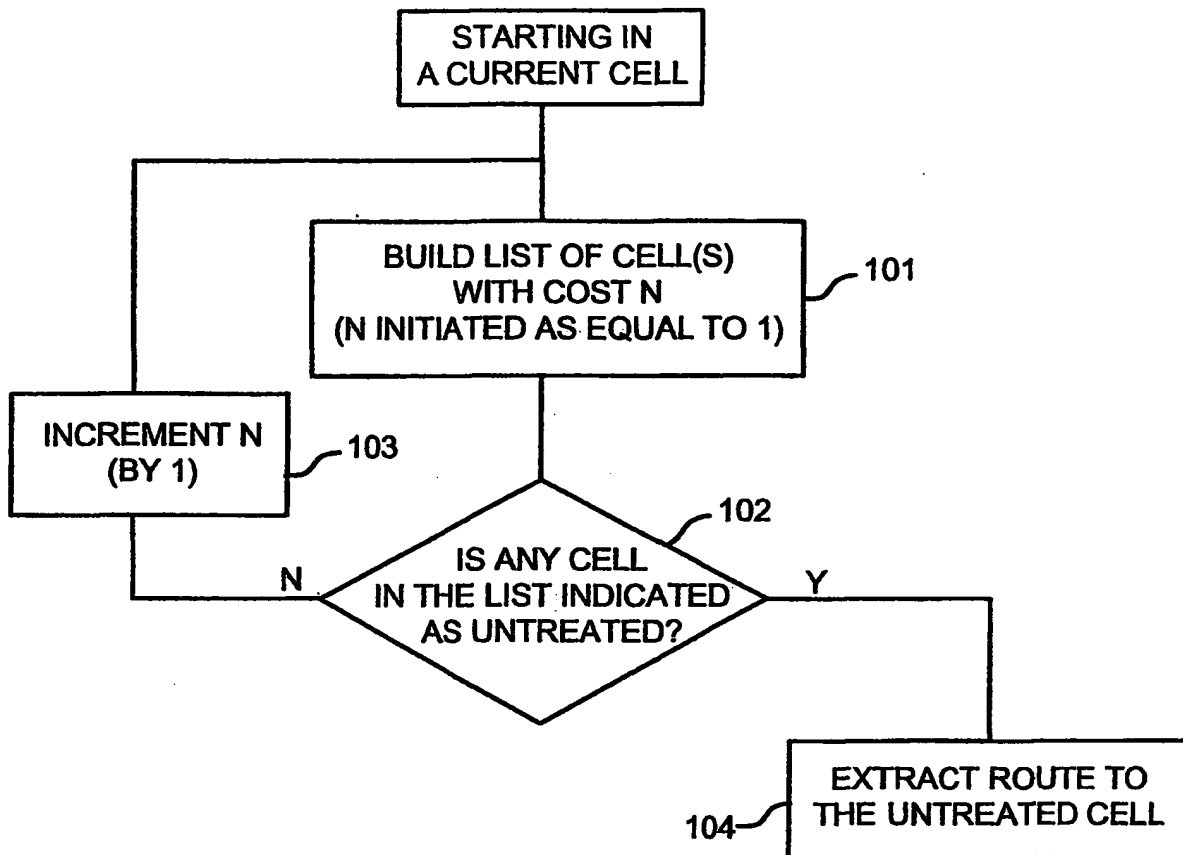 STARTING IN
A CURRENT CELL
BUILD LIST OF CELL(S)
WITH COST N
(N INITIATED AS EQUAL TO 1)
101
INCREMENT N
(BY 1)
103
102
IS ANY CELL
IN THE LIST INDICATED
AS UNTREATED?
N
Y
EXTRACT ROUTE TO
THE UNTREATED CELL
104